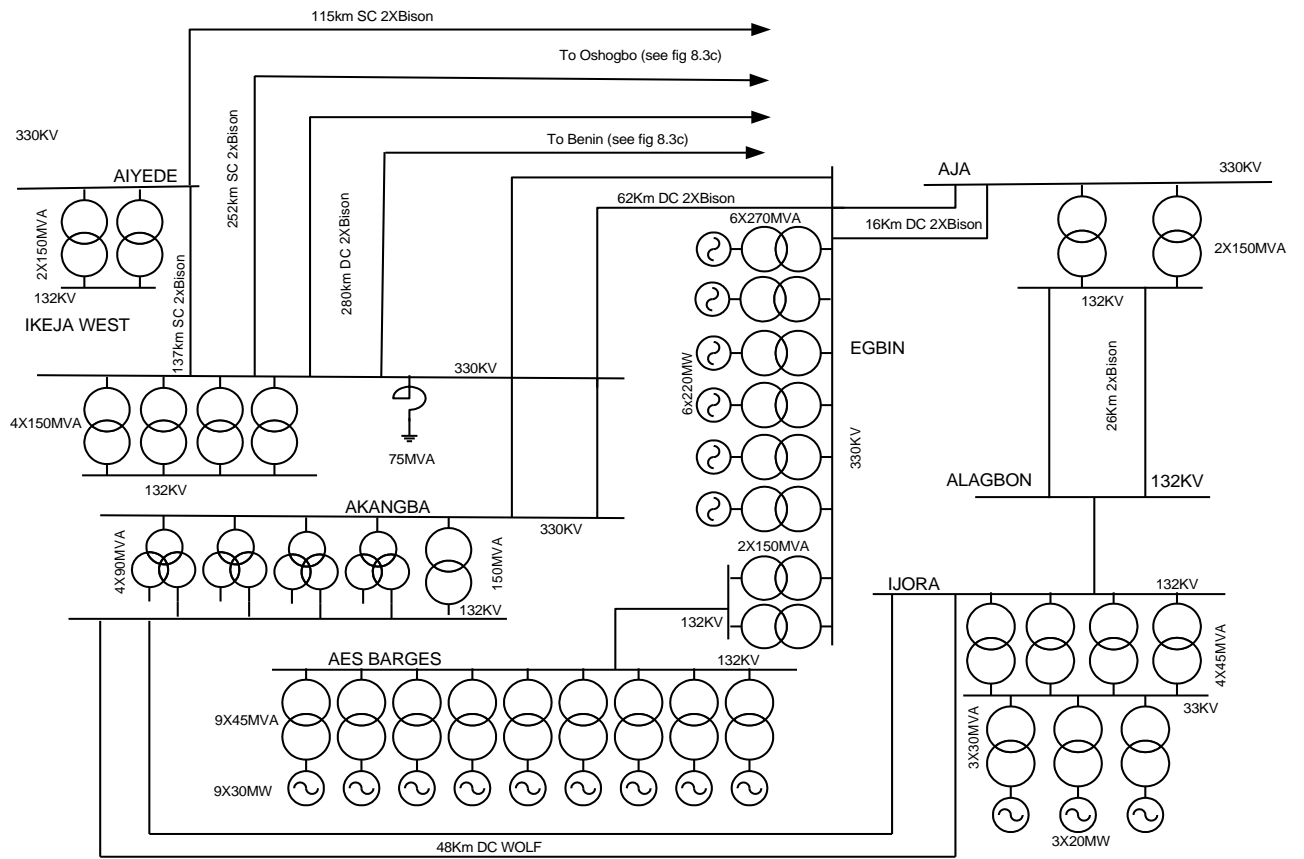 115km SC 2XBison
To Oshogbo (see fig 8.3c)
252km SC 2xBison
330KV
To Benin (see fig 8.3c)
AIYEDE
AJA
330KV
62Km DC 2XBison
16Km DC 2XBison
2X150MVA
6X270MVA
280km DC 2XBison
137km SC 2xBison
2X150MVA
132KV
132KV
IKEJA WEST
EGBIN
330KV
6x220MW
26Km 2xBison
4X150MVA
75MVA
330KV
132KV
ALAGBON
132KV
AKANGBA
330KV
4X90MVA
150MVA
2X150MVA
132KV
132KV
IJORA
132KV
AES BARGES
132KV
4X45MVA
9X45MVA
33KV
3X30MVA
9X30MW
3X20MW
48Km DC WOLF